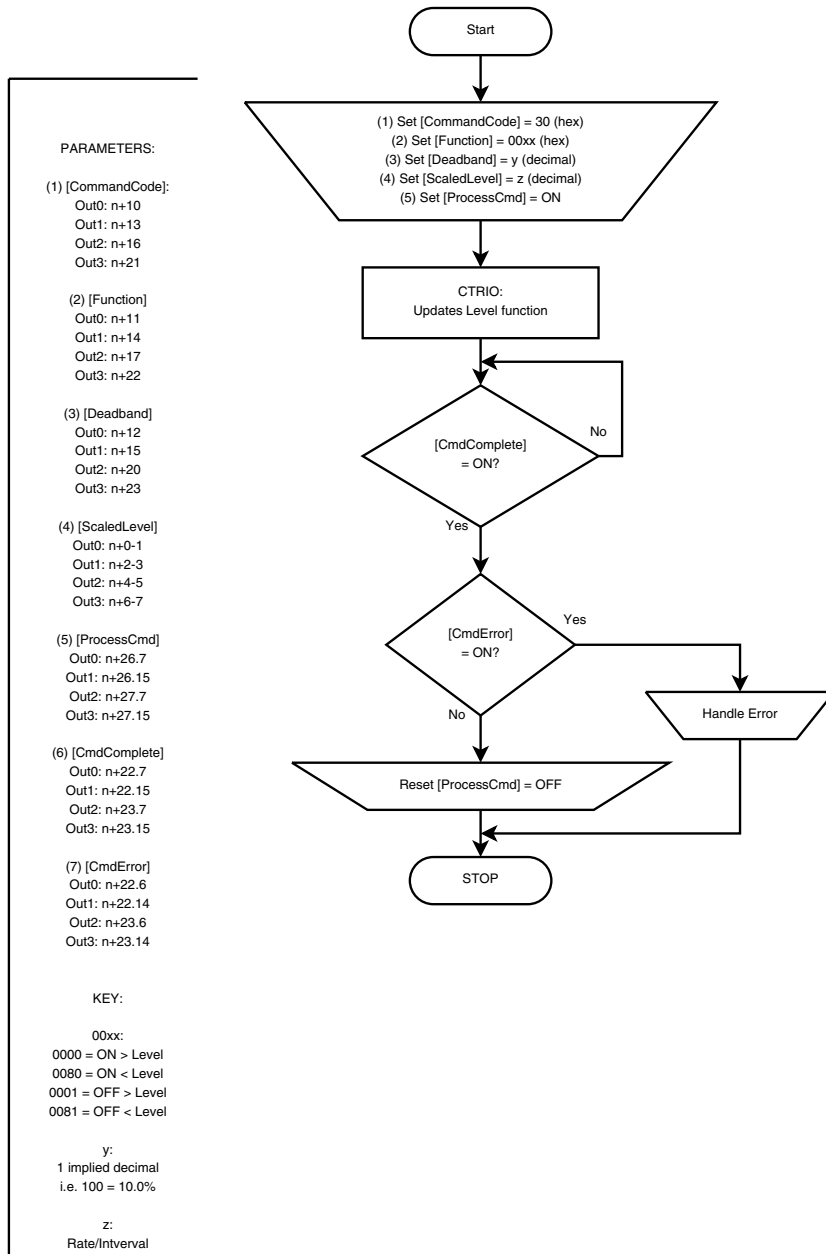 Start
(1) Set [CommandCode] = 30 (hex)
(2) Set [Function] = 00xx (hex)
(3) Set [Deadband] = y (decimal)
(4) Set [ScaledLevel] = z (decimal)
(5) Set [ProcessCmd] = ON
CTRIO:
Updates Level function
[CmdComplete]
= ON?
No
Yes
[CmdError]
= ON?
Yes
No
Handle Error
Reset [ProcessCmd] = OFF
STOP
PARAMETERS:
(1) [CommandCode]:
Out0: n+10
Out1: n+13
Out2: n+16
Out3: n+21
(2) [Function]
Out0: n+11
Out1: n+14
Out2: n+17
Out3: n+22
(3) [Deadband]
Out0: n+12
Out1: n+15
Out2: n+20
Out3: n+23
(4) [ScaledLevel]
Out0: n+0-1
Out1: n+2-3
Out2: n+4-5
Out3: n+6-7
(5) [ProcessCmd]
Out0: n+26.7
Out1: n+26.15
Out2: n+27.7
Out3: n+27.15
(6) [CmdComplete]
Out0: n+22.7
Out1: n+22.15
Out2: n+23.7
Out3: n+23.15
(7) [CmdError]
Out0: n+22.6
Out1: n+22.14
Out2: n+23.6
Out3: n+23.14
KEY:
00xx:
0000 = ON > Level
0080 = ON < Level
0001 = OFF > Level
0081 = OFF < Level
y:
1 implied decimal
i.e. 100 = 10.0%
z:
Rate/Intverval